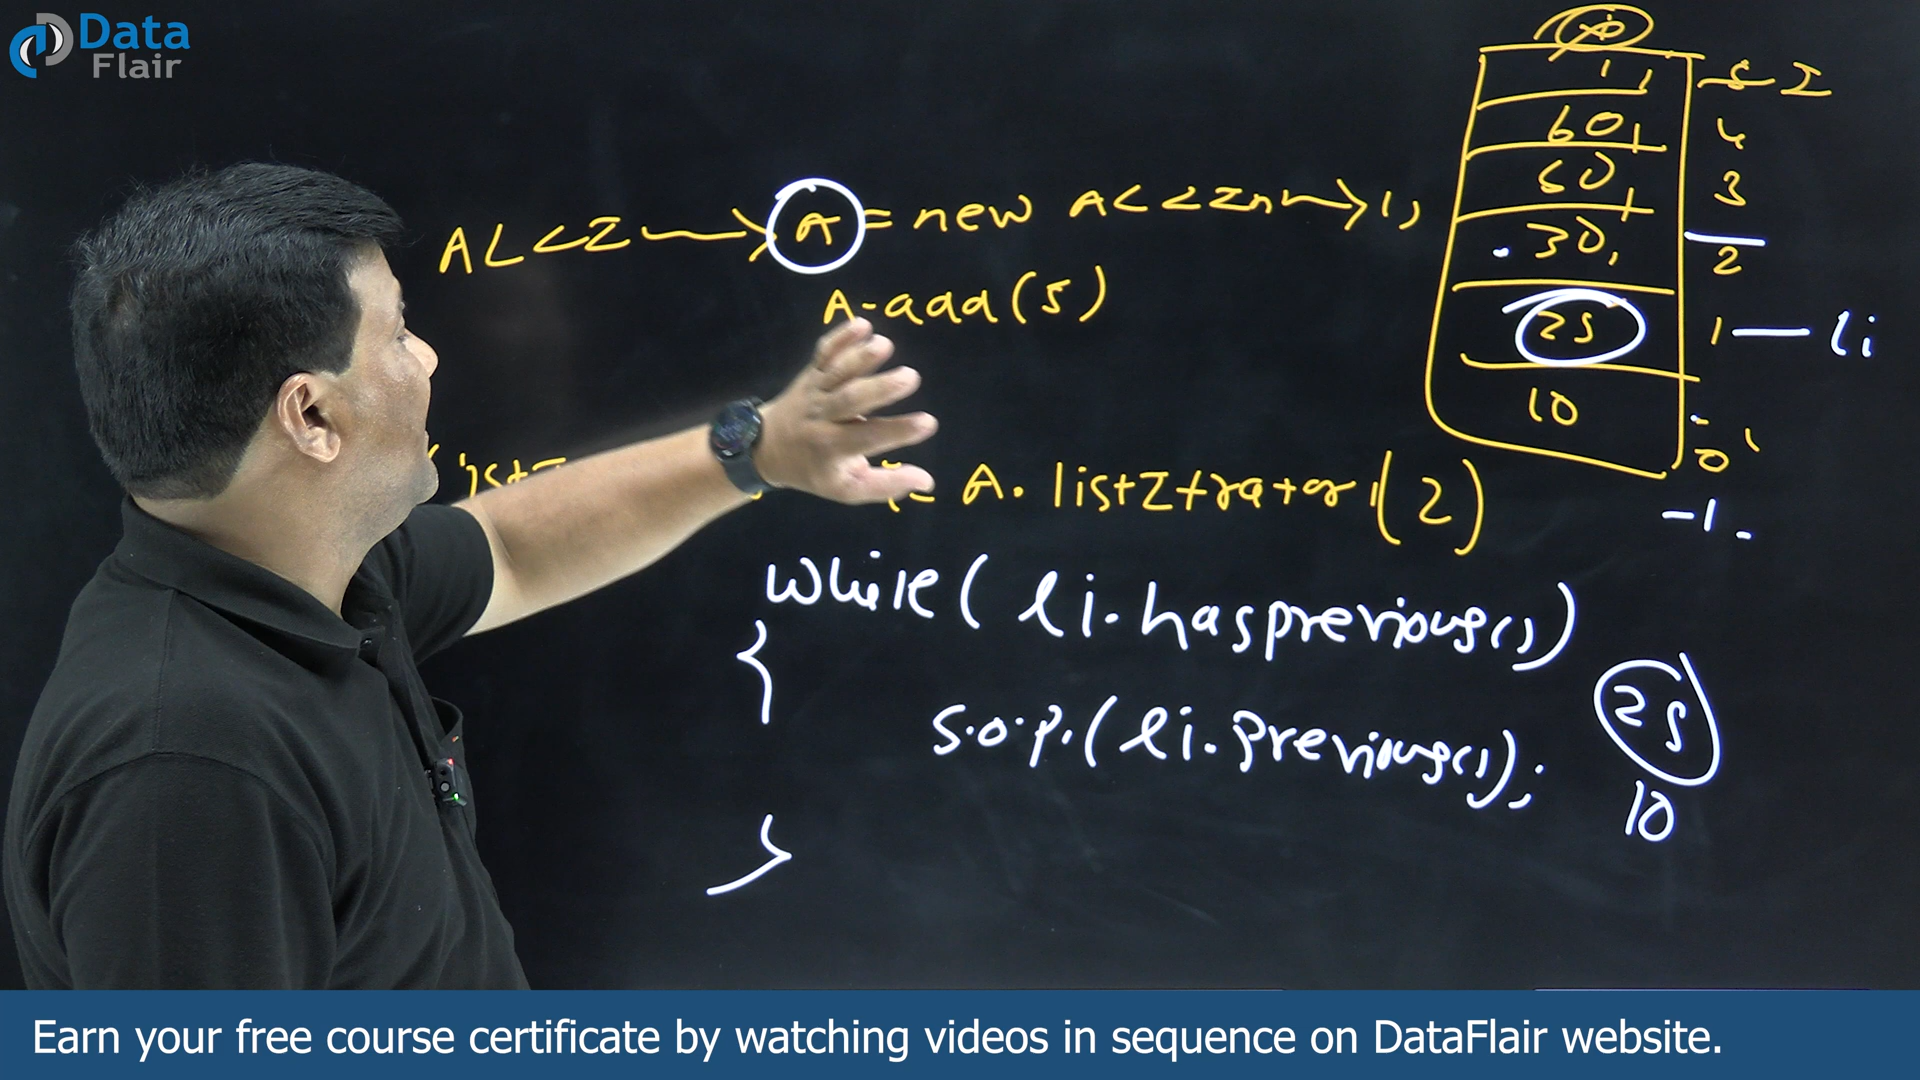 Data
Flair
AL<I >A = new AL<In >();
A.add(5)
= A. listItrator(2)
while( li.hasprevious())
{
s.o.p.( li.previous());
}
I
60 4
60 3
30 2
25 1 — li
10 0
-1
25
10
Earn your free course certificate by watching videos in sequence on DataFlair website.